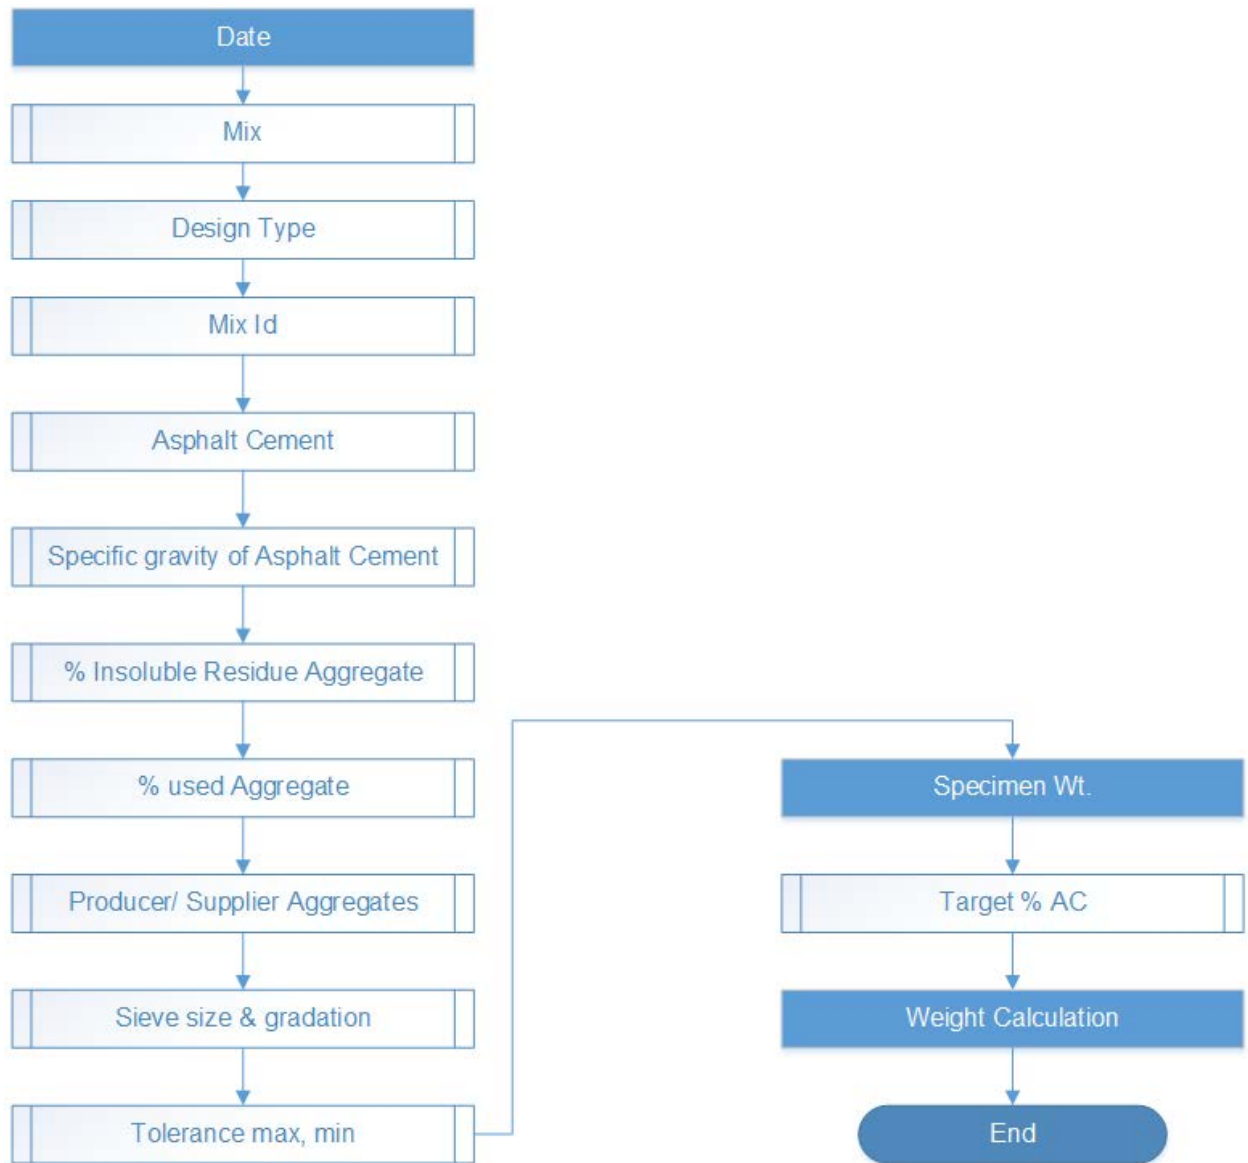 Date
Mix
Design Type
Mix Id
Asphalt Cement
Specific gravity of Asphalt Cement
% Insoluble Residue Aggregate
% used Aggregate
Producer/ Supplier Aggregates
Sieve size & gradation
Tolerance max, min
Specimen Wt.
Target % AC
Weight Calculation
End